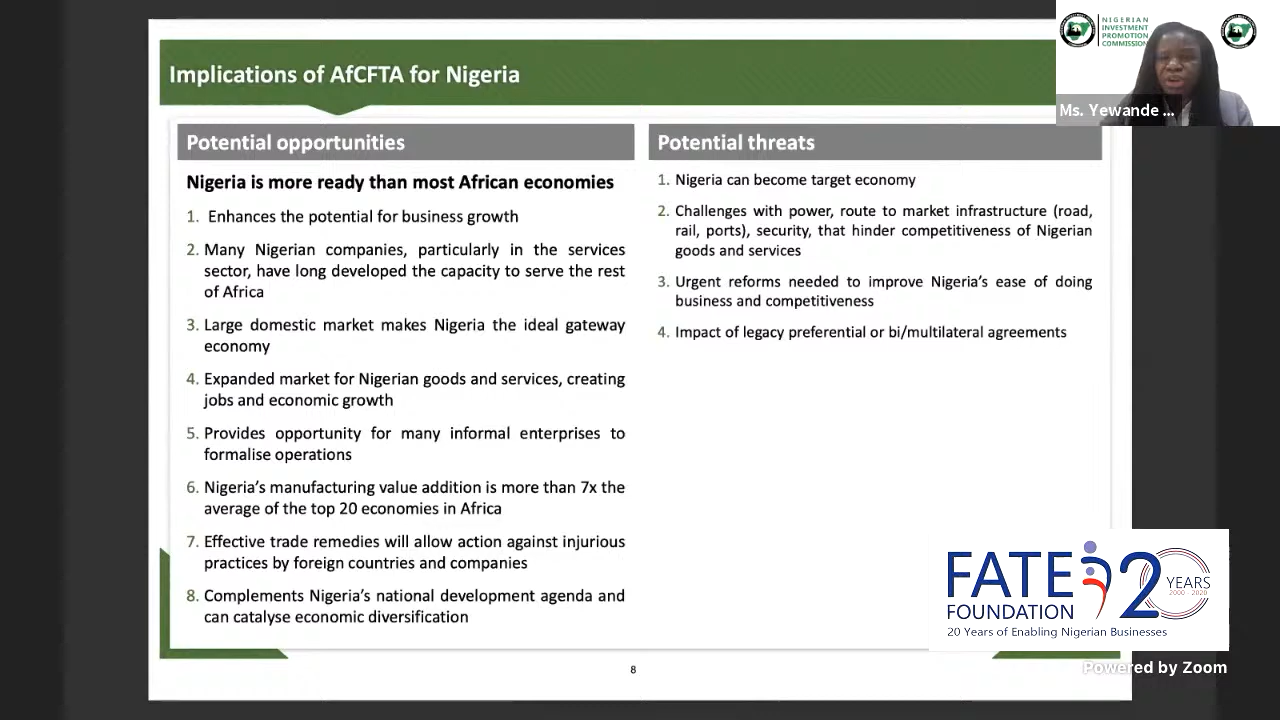 Implications of AfCFTA for Nigeria
NIGERIAN
INVESTMENT
PROMOTION
COMMISSION
Ms. Yewande ...
Potential opportunities
Nigeria is more ready than most African economies
1. Enhances the potential for business growth
2. Many Nigerian companies, particularly in the services
sector, have long developed the capacity to serve the rest
of Africa
3. Large domestic market makes Nigeria the ideal gateway
economy
4. Expanded market for Nigerian goods and services, creating
jobs and economic growth
5. Provides opportunity for many informal enterprises to
formalise operations
6. Nigeria's manufacturing value addition is more than 7x the
average of the top 20 economies in Africa
7. Effective trade remedies will allow action against injurious
practices by foreign countries and companies
8. Complements Nigeria's national development agenda and
can catalyse economic diversification
Potential threats
1. Nigeria can become target economy
2. Challenges with power, route to market infrastructure (road,
rail, ports), security, that hinder competitiveness of Nigerian
goods and services
3. Urgent reforms needed to improve Nigeria's ease of doing
business and competitiveness
4. Impact of legacy preferential or bi/multilateral agreements
FATE
FOUNDATION
20 YEARS
2000 - 2020
20 Years of Enabling Nigerian Businesses
8
Powered by Zoom